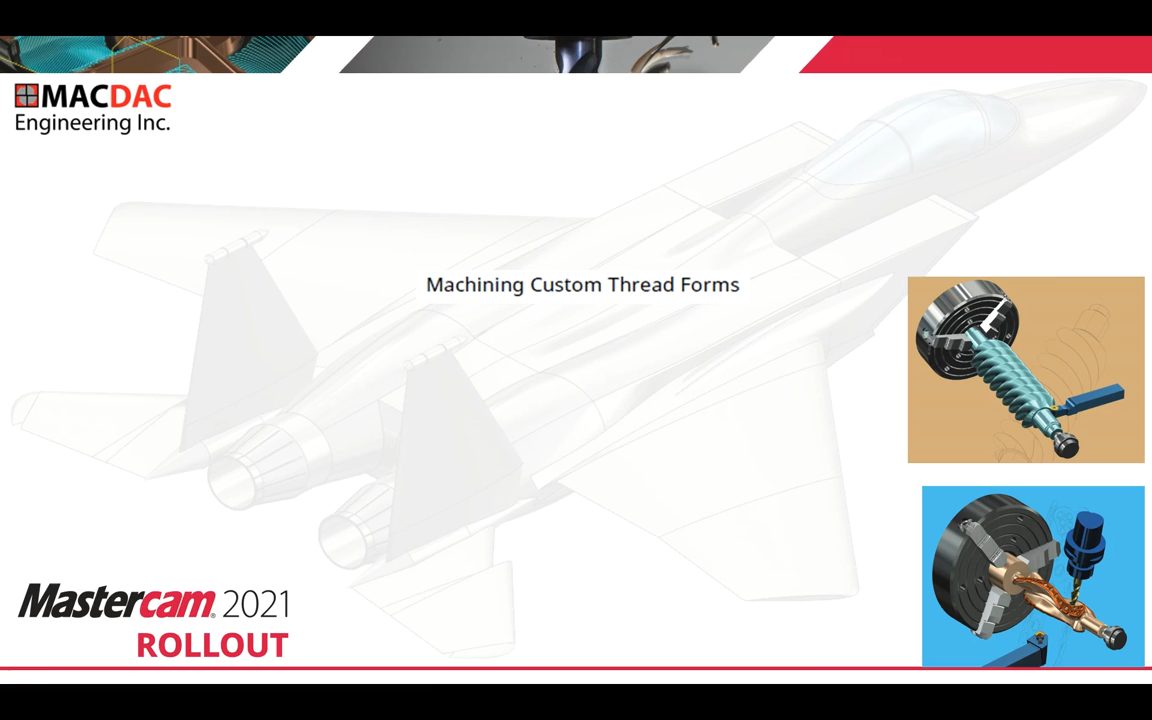 MACDAC
Engineering Inc.
Machining Custom Thread Forms
Mastercam. 2021
ROLLOUT